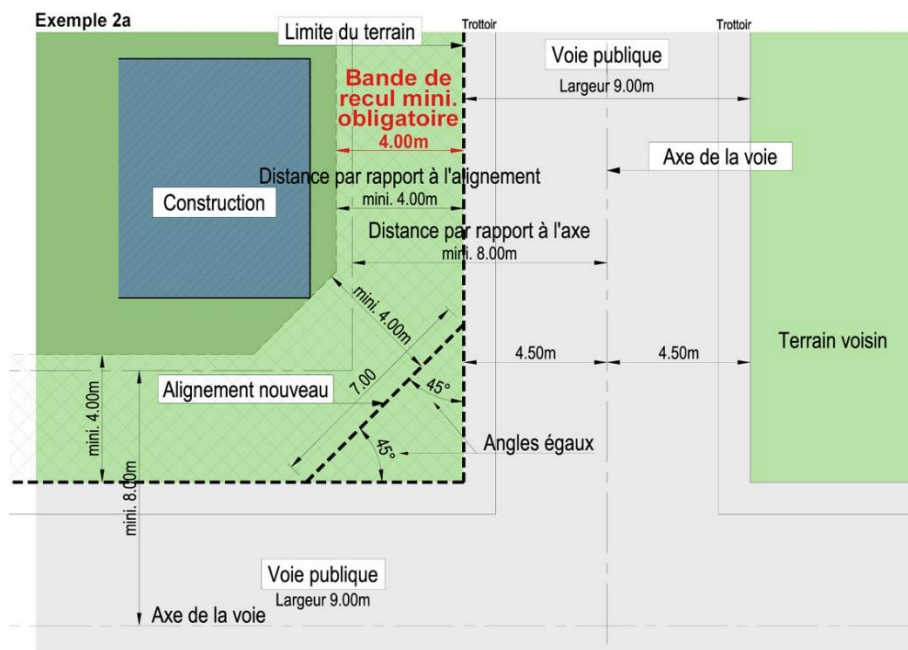 Exemple 2a
Trottoir
Trottoir
Limite du terrain
Voie publique
Largeur 9.00m
Bande de
recul mini.
obligatoire
4.00m
Axe de la voie
Distance par rapport à l'alignement
mini. 4.00m
Construction
Distance par rapport à l'axe
mini. 8.00m
mini. 4.00m
4.50m
4.50m
Terrain voisin
7.00
Alignement nouveau
45°
mini. 4.00m
Angles égaux
45°
mini. 8.00m
Voie publique
Largeur 9.00m
Axe de la voie